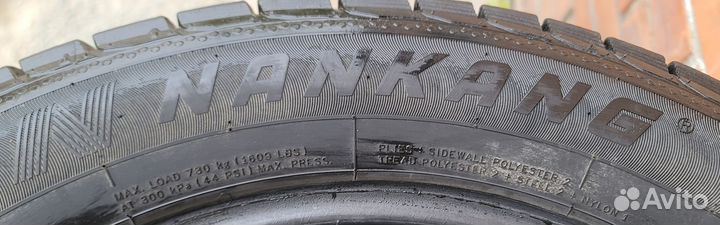 N NANKANG®
MAX. LOAD 730 kg (1609 LBS)
AT 300 kPa (44 PSI) MAX. PRESS.
PLIES : SIDEWALL POLYESTER 2
TREAD POLYESTER 2 + STEEL 2 + NYLON 1
Avito